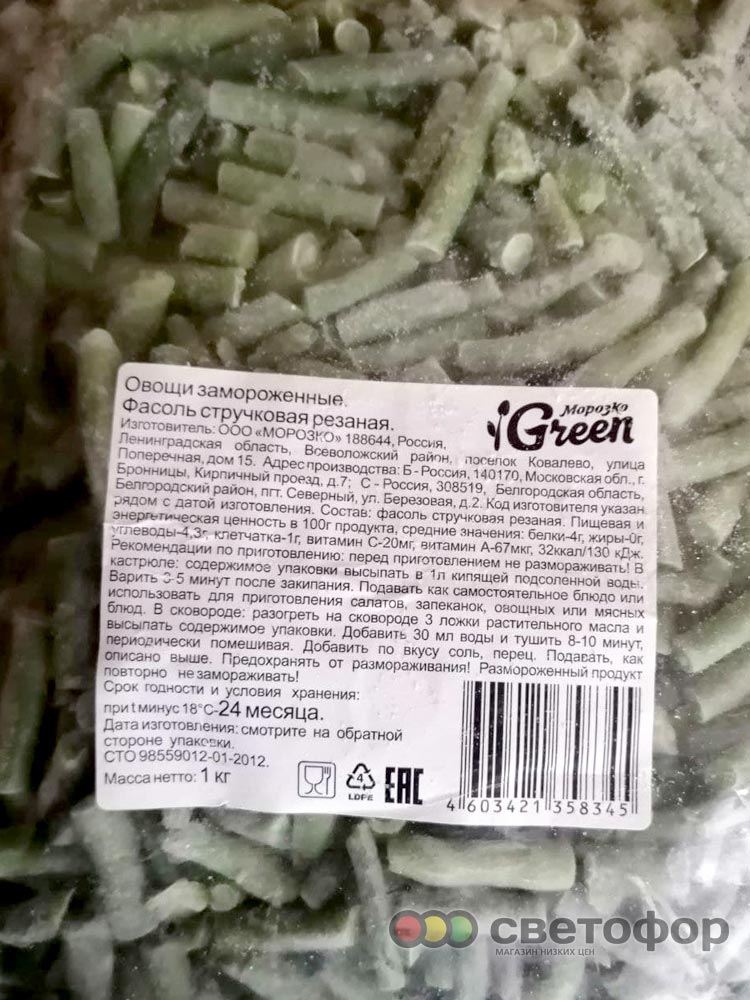 Овощи замороженные.
Фасоль стручковая резаная.
Морозко
Green
Изготовитель: ООО «МОРОЗКО» 188644, Россия,
Ленинградская область, Всеволожский район, поселок Ковалево, улица
Поперечная, дом 15. Адрес производства: Б - Россия, 140170, Московская обл., г.
Бронницы, Кирпичный проезд, д.7; С - Россия, 308519, Белгородская область,
Белгородский район, пгт. Северный, ул. Березовая, д.2. Код изготовителя указан
рядом с датой изготовления. Состав: фасоль стручковая резаная. Пищевая и
энергетическая ценность в 100г продукта, средние значения: белки-4г, жиры-0г,
углеводы-4,3г, клетчатка-1г, витамин С-20мг, витамин А-67мкг, 32ккал/130 кДж.
Рекомендации по приготовлению: перед приготовлением не размораживать! В
кастрюле: содержимое упаковки высыпать в 1л кипящей подсоленной воды.
Варить 3-5 минут после закипания. Подавать как самостоятельное блюдо или
использовать для приготовления салатов, запеканок, овощных или мясных
блюд. В сковороде: разогреть на сковороде 3 ложки растительного масла и
высыпать содержимое упаковки. Добавить 30 мл воды и тушить 8-10 минут,
периодически помешивая. Добавить по вкусу соль, перец. Подавать, как
описано выше. Предохранять от размораживания! Размороженный продукт
повторно не замораживать!
Срок годности и условия хранения:
при t минус 18°С-24 месяца.
Дата изготовления: смотрите на обратной
стороне упаковки.
СТО 98559012-01-2012.
Масса нетто: 1 кг
4
LDPE
EAC
4 603421 358345
светофор
МАГАЗИН НИЗКИХ ЦЕН